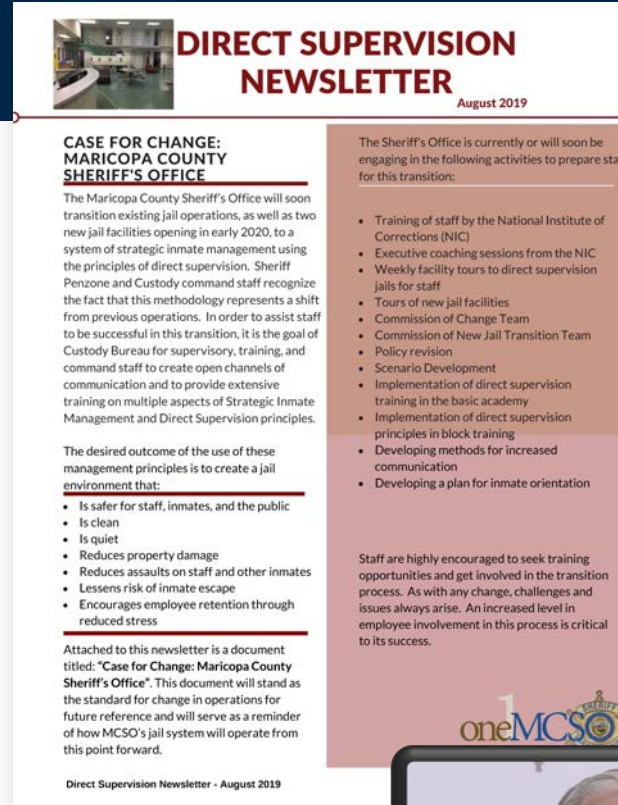 DIRECT SUPERVISION
NEWSLETTER
August 2019
CASE FOR CHANGE:
MARICOPA COUNTY
SHERIFF'S OFFICE
The Maricopa County Sheriff's Office will soon
transition existing jail operations, as well as two
new jail facilities opening in early 2020, to a
system of strategic inmate management using
the principles of direct supervision. Sheriff
Penzone and Custody command staff recognize
the fact that this methodology represents a shift
from previous operations. In order to assist staff
to be successful in this transition, it is the goal of
Custody Bureau for supervisory, training, and
command staff to create open channels of
communication and to provide extensive
training on multiple aspects of Strategic Inmate
Management and Direct Supervision principles.
The desired outcome of the use of these
management principles is to create a jail
environment that:
• Is safer for staff, inmates, and the public
• Is clean
• Is quiet
• Reduces property damage
• Reduces assaults on staff and other inmates
• Lessens risk of inmate escape
• Encourages employee retention through
reduced stress
Attached to this newsletter is a document
titled: "Case for Change: Maricopa County
Sheriff's Office". This document will stand as
the standard for change in operations for
future reference and will serve as a reminder
of how MCSO's jail system will operate from
this point forward.
Direct Supervision Newsletter - August 2019
The Sheriff's Office is currently or will soon be
engaging in the following activities to prepare sta
for this transition:
• Training of staff by the National Institute of
Corrections (NIC)
• Executive coaching sessions from the NIC
• Weekly facility tours to direct supervision
jails for staff
• Tours of new jail facilities
• Commission of Change Team
• Commission of New Jail Transition Team
• Policy revision
• Scenario Development
• Implementation of direct supervision
training in the basic academy
• Implementation of direct supervision
principles in block training
• Developing methods for increased
communication
• Developing a plan for inmate orientation
Staff are highly encouraged to seek training
opportunities and get involved in the transition
process. As with any change, challenges and
issues always arise. An increased level in
employee involvement in this process is critical
to its success.
1
oneMCSO
SHERIFF